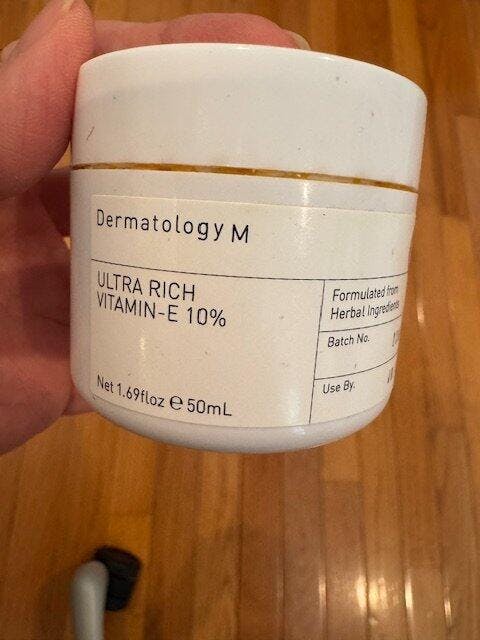 Dermatology M
ULTRA RICH
VITAMIN-E 10%
Net 1.69floz ℮ 50mL
Formulated from
Herbal Ingredients
Batch No.
Use By.